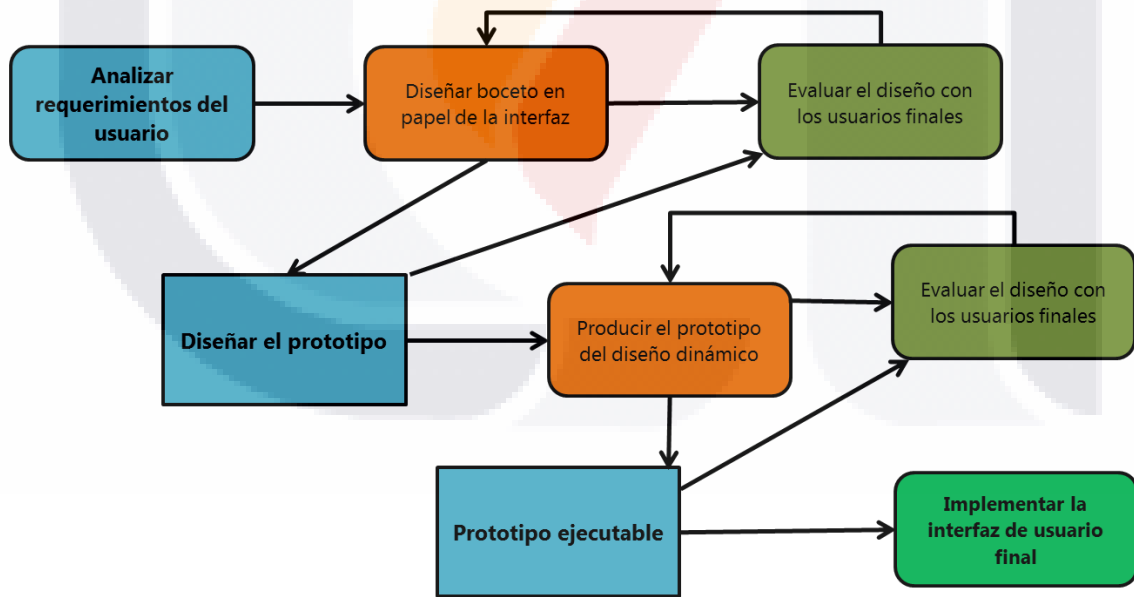 Analizar
requerimientos del
usuario
Diseñar boceto en
papel de la interfaz
Evaluar el diseño con
los usuarios finales
Diseñar el prototipo
Producir el prototipo
del diseño dinámico
Evaluar el diseño con
los usuarios finales
Prototipo ejecutable
Implementar la
interfaz de usuario
final